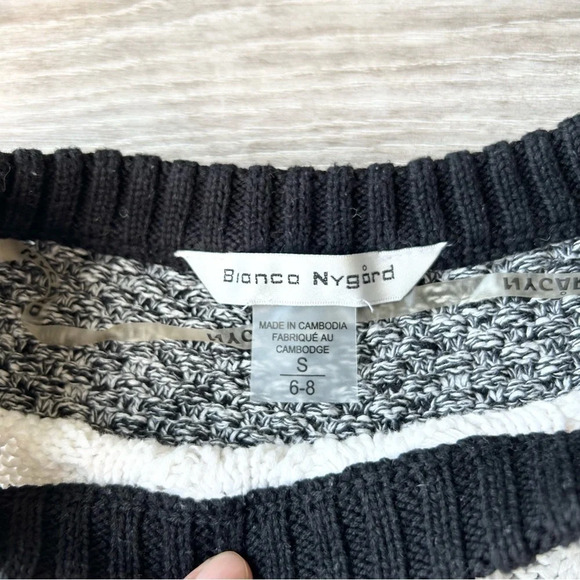 Bianca Nygård
MADE IN CAMBODIA
FABRIQUÉ AU
CAMBODGE
S
6-8